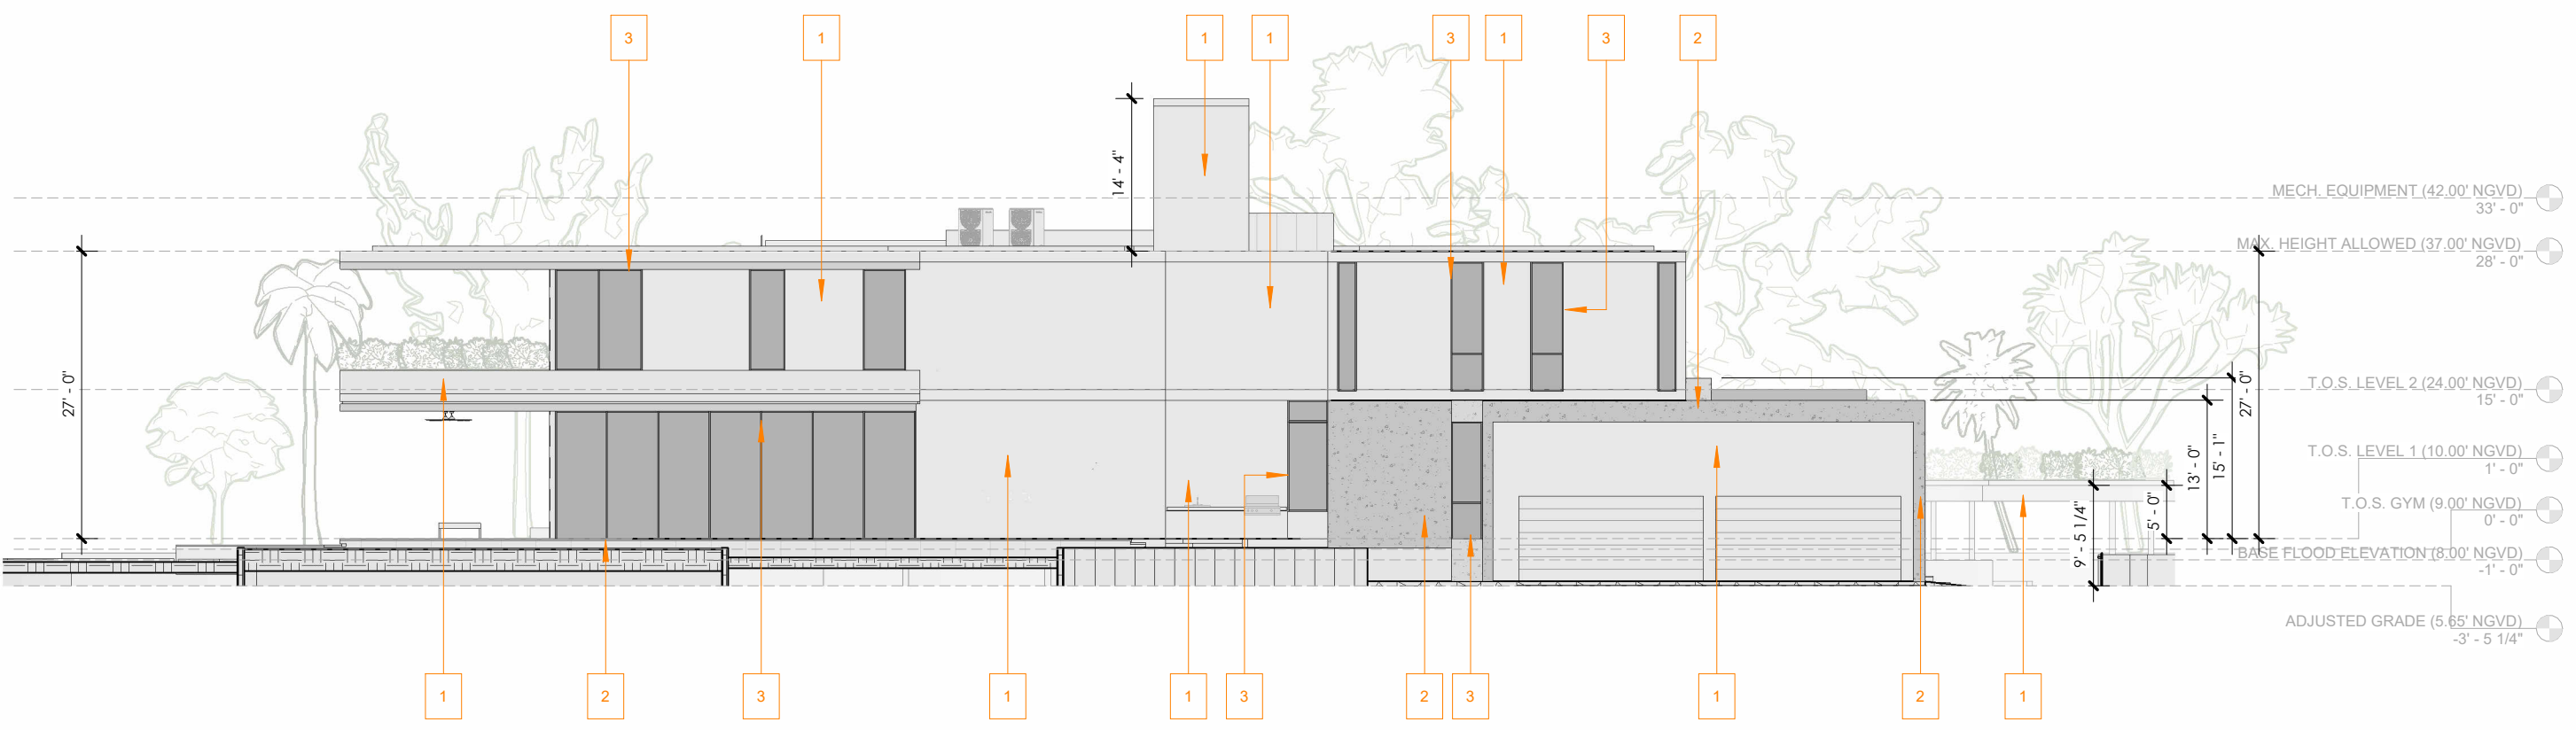 3
1
1
1
3
1
3
2
14' - 4"
MECH. EQUIPMENT (42.00' NGVD)
33' - 0"
MAX. HEIGHT ALLOWED (37.00' NGVD)
28' - 0"
27' - 0"
27' - 0"
T.O.S. LEVEL 2 (24.00' NGVD)
15' - 0"
13' - 0"
15' - 1"
T.O.S. LEVEL 1 (10.00' NGVD)
1' - 0"
T.O.S. GYM (9.00' NGVD)
0' - 0"
5' - 0"
9' - 5 1/4"
BASE FLOOD ELEVATION (8.00' NGVD)
-1' - 0"
ADJUSTED GRADE (5.65' NGVD)
-3' - 5 1/4"
1
2
3
1
1
3
2
3
1
2
1